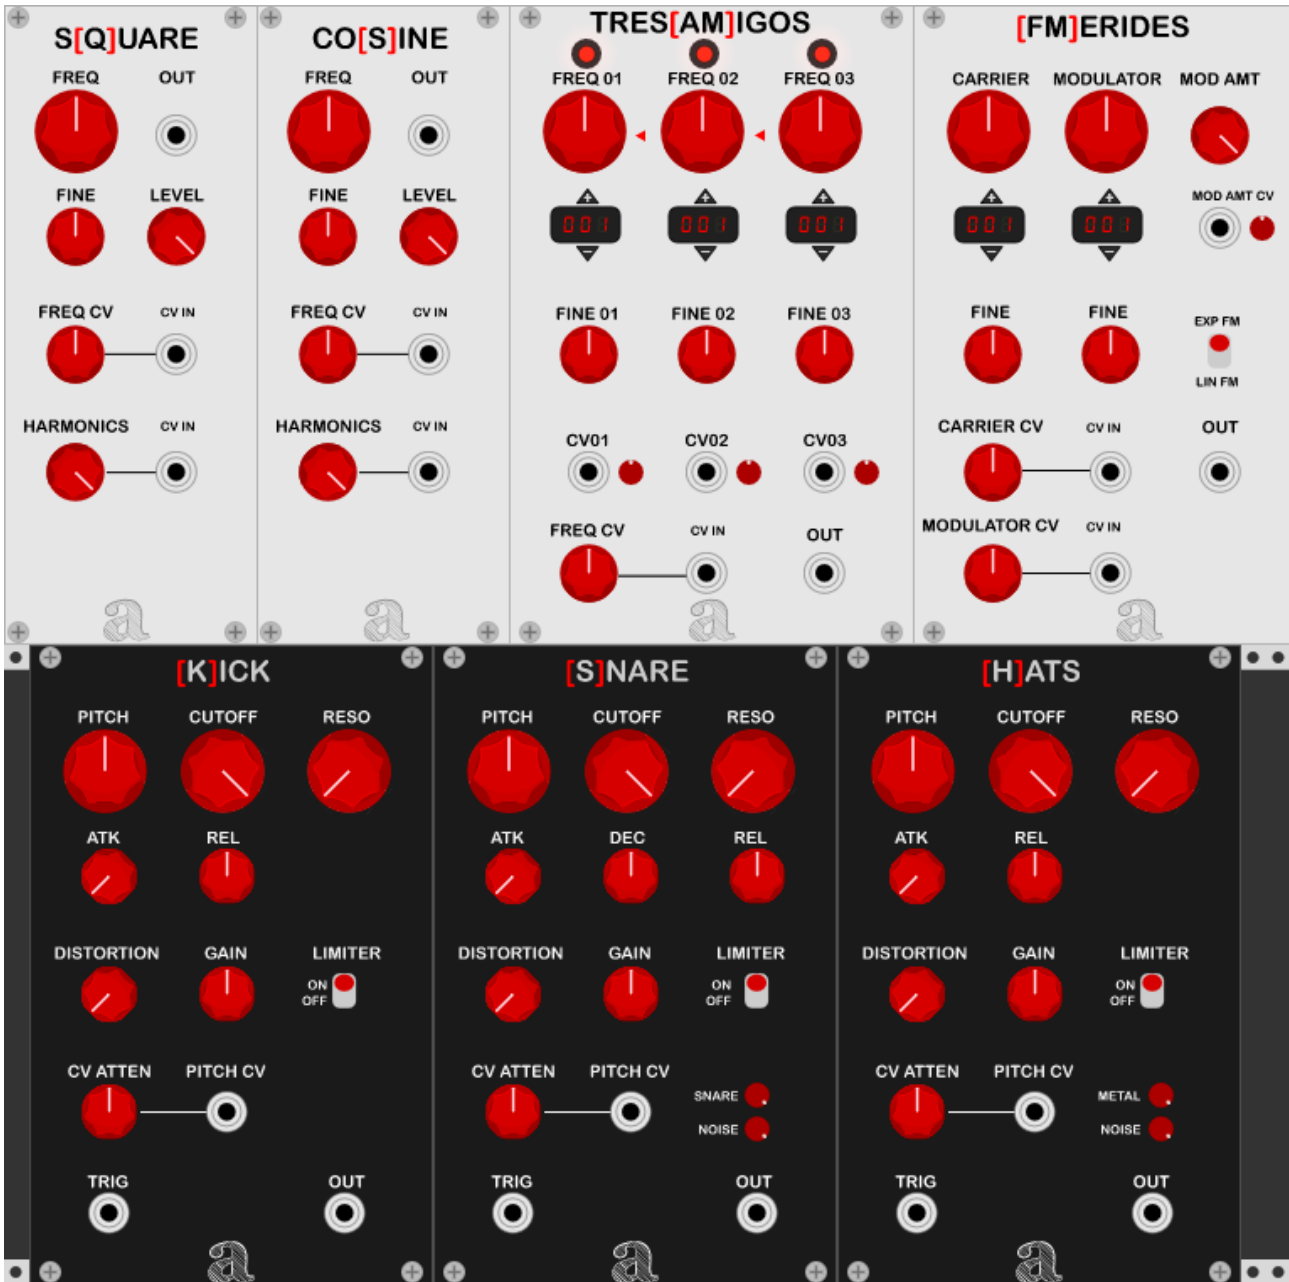 S[Q]UARE
FREQ OUT
FINE LEVEL
FREQ CV CV IN
HARMONICS CV IN
a
CO[S]INE
FREQ OUT
FINE LEVEL
FREQ CV CV IN
HARMONICS CV IN
a
TRES[AM]IGOS
FREQ 01 FREQ 02 FREQ 03
+ + +
001 001 001
− − −
FINE 01 FINE 02 FINE 03
CV01 CV02 CV03
FREQ CV CV IN OUT
[FM]ERIDES
CARRIER MODULATOR MOD AMT
+ + MOD AMT CV
001 001
− −
FINE FINE EXP FM
LIN FM
CARRIER CV CV IN OUT
MODULATOR CV CV IN
a
[K]ICK
PITCH CUTOFF RESO
ATK REL
DISTORTION GAIN LIMITER
ON
OFF
CV ATTEN PITCH CV
TRIG OUT
a
[S]NARE
PITCH CUTOFF RESO
ATK DEC REL
DISTORTION GAIN LIMITER
ON
OFF
CV ATTEN PITCH CV SNARE
NOISE
TRIG OUT
a
[H]ATS
PITCH CUTOFF RESO
ATK REL
DISTORTION GAIN LIMITER
ON
OFF
CV ATTEN PITCH CV METAL
NOISE
TRIG OUT
a